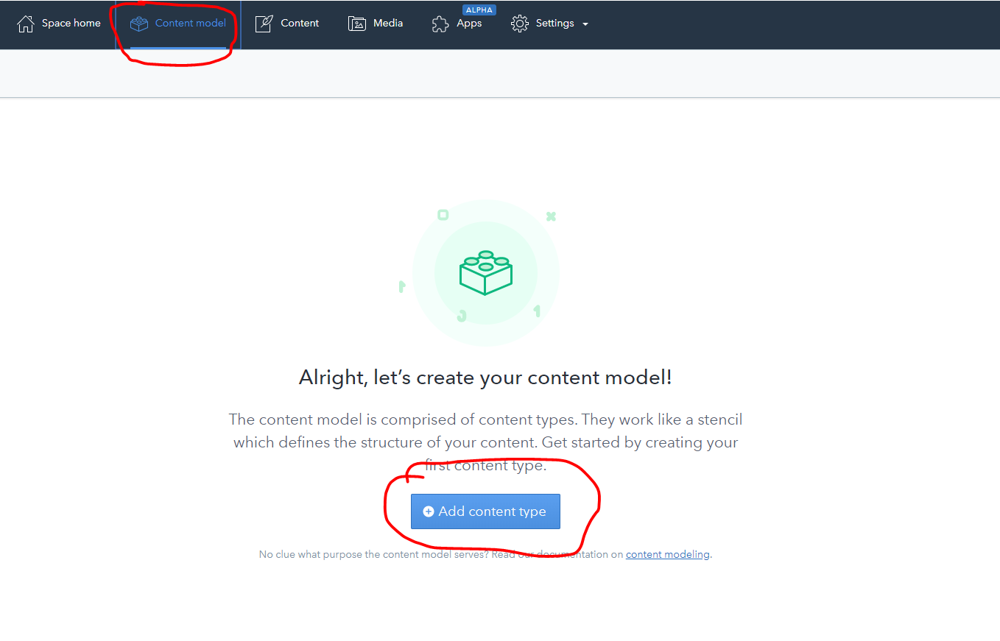 ALPHA
Space home Content model Content Media Apps Settings
Alright, let's create your content model!
The content model is comprised of content types. They work like a stencil
which defines the structure of your content. Get started by creating your
first content type.
Add content type
No clue what purpose the content model serves? Read our documentation on content modeling.